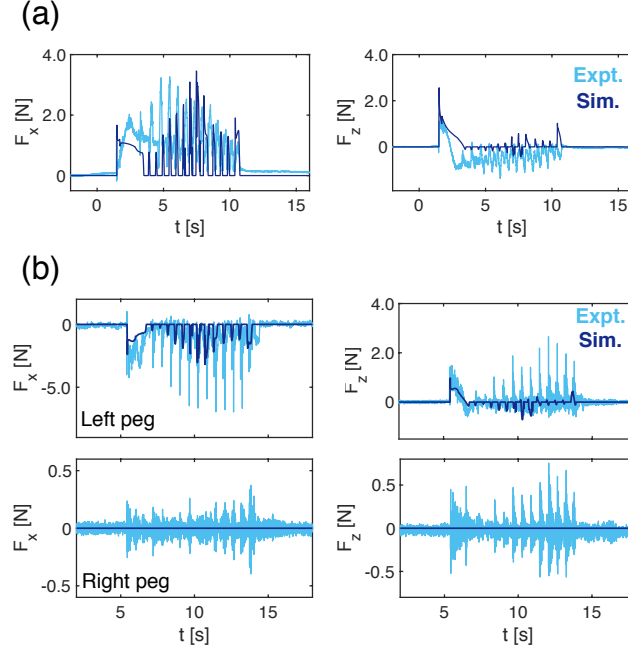 (a)
4.0
2.0
0
F_x [N]
0 5 10 15
t [s]
4.0
2.0
0
F_z [N]
Expt.
Sim.
0 5 10 15
t [s]
(b)
0
-5.0
F_x [N]
Left peg
4.0
2.0
0
F_z [N]
Expt.
Sim.
0.5
0
-0.5
F_x [N]
Right peg
5 10 15
t [s]
0.5
0
-0.5
F_z [N]
5 10 15
t [s]